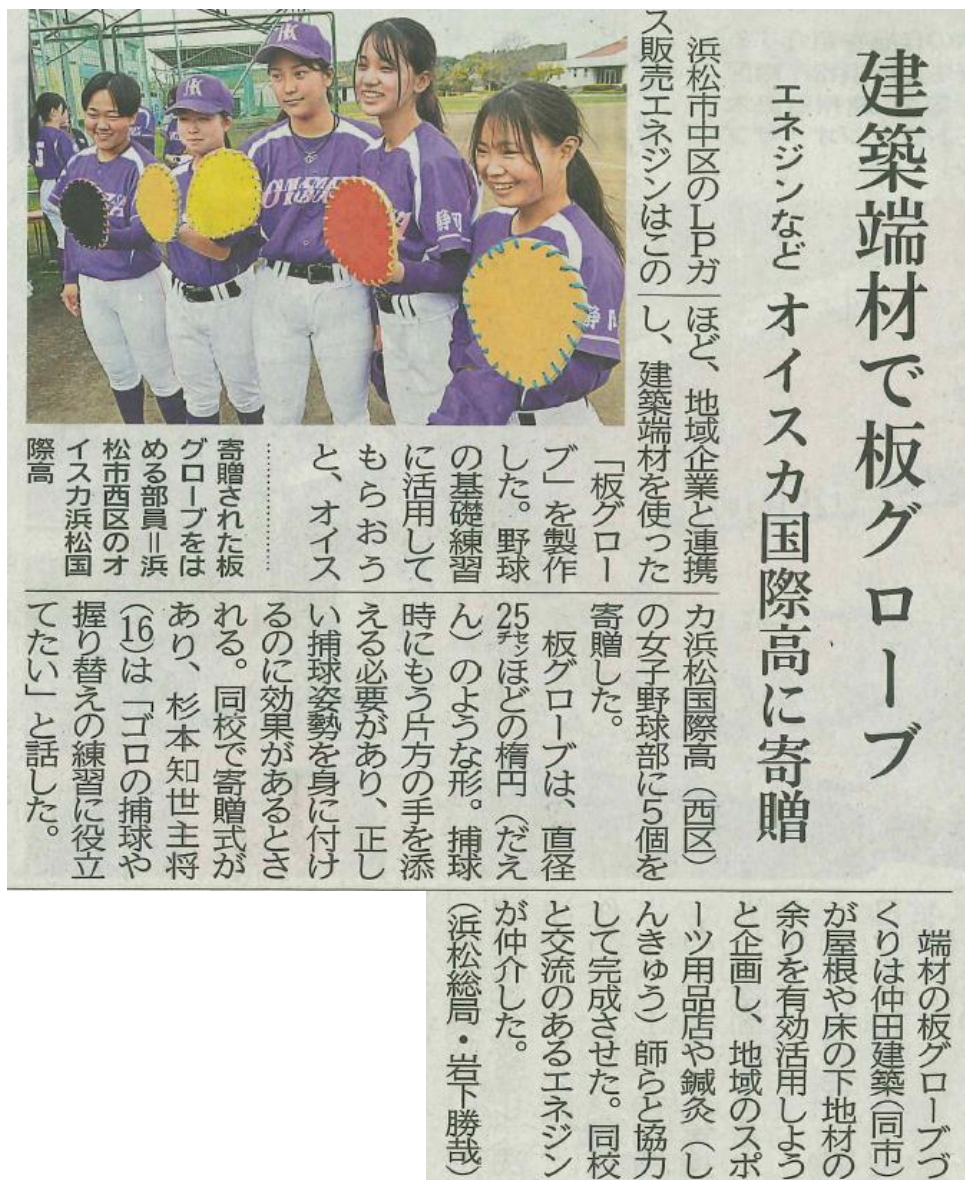 建築端材で板グローブ
エネジンなど オイスカ国際高に寄贈
浜松市中区のLPガ
ス販売エネジンはこの
ほど、地域企業と連携
し、建築端材を使った
「板グロー
ブ」を製作
した。野球
の基礎練習
に活用して
もらおう
と、オイス
カ浜松国際高(西区)
の女子野球部に5個を
寄贈した。
板グローブは、直径
25センチほどの楕円(だえ
ん)のような形。捕球
時にもう片方の手を添
える必要があり、正し
い捕球姿勢を身に付け
るのに効果があるとさ
れる。同校で寄贈式が
あり、杉本知世主将
(16)は「ゴロの捕球や
握り替えの練習に役立
てたい」と話した。
端材の板グローブづ
くりは仲田建築(同市)
が屋根や床の下地材の
余りを有効活用しよう
と企画し、地域のスポ
ーツ用品店や鍼灸(し
んきゅう)師らと協力
して完成させた。同校
と交流のあるエネジン
が仲介した。
(浜松総局・岩下勝哉)
寄贈された板
グローブをは
める部員=浜
松市西区のオ
イスカ浜松国
際高
HK
HK
OISCA
静岡
静岡